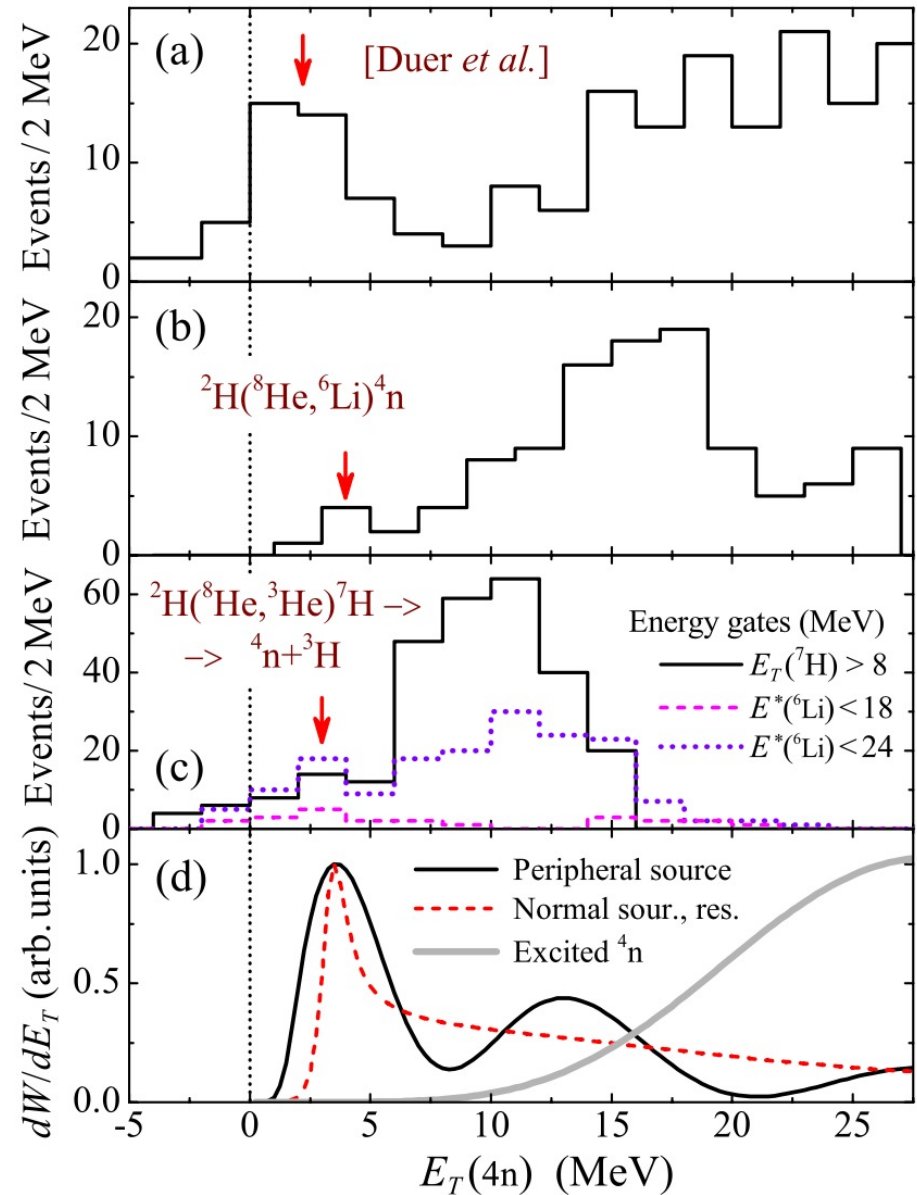 (a)
[Duer et al.]
Events / 2 MeV
20
10
0
(b)
²H(⁸He,⁶Li)⁴n
Events/2 MeV
20
10
0
(c)
²H(⁸He,³He)⁷H –>
–> ⁴n+³H
Energy gates (MeV)
E_T(⁷H) > 8
E*(⁶Li) < 18
E*(⁶Li) < 24
Events/ 2 MeV
60
40
20
0
(d)
Peripheral source
Normal sour., res.
Excited ⁴n
dW/dE_T (arb. units)
1.0
0.5
0.0
-5 0 5 10 15 20 25
E_T(4n) (MeV)